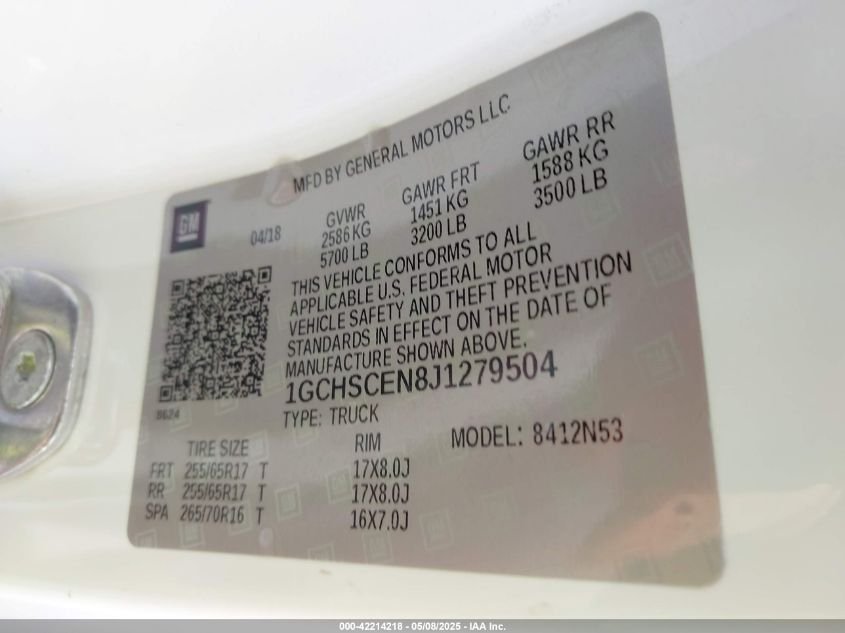 MFD BY GENERAL MOTORS LLC
GM
04/18
GVWR
2586 KG
5700 LB
GAWR FRT
1451 KG
3200 LB
GAWR RR
1588 KG
3500 LB
THIS VEHICLE CONFORMS TO ALL
APPLICABLE U.S. FEDERAL MOTOR
VEHICLE SAFETY AND THEFT PREVENTION
STANDARDS IN EFFECT ON THE DATE OF
MANUFACTURE SHOWN ABOVE.
1GCHSCEN8J1279504
8624
TYPE: TRUCK
MODEL: 8412N53
TIRE SIZE RIM
FRT 255/65R17 T 17X8.0J
RR 255/65R17 T 17X8.0J
SPA 265/70R16 T 16X7.0J
000-42214218 - 05/08/2025 - IAA Inc.